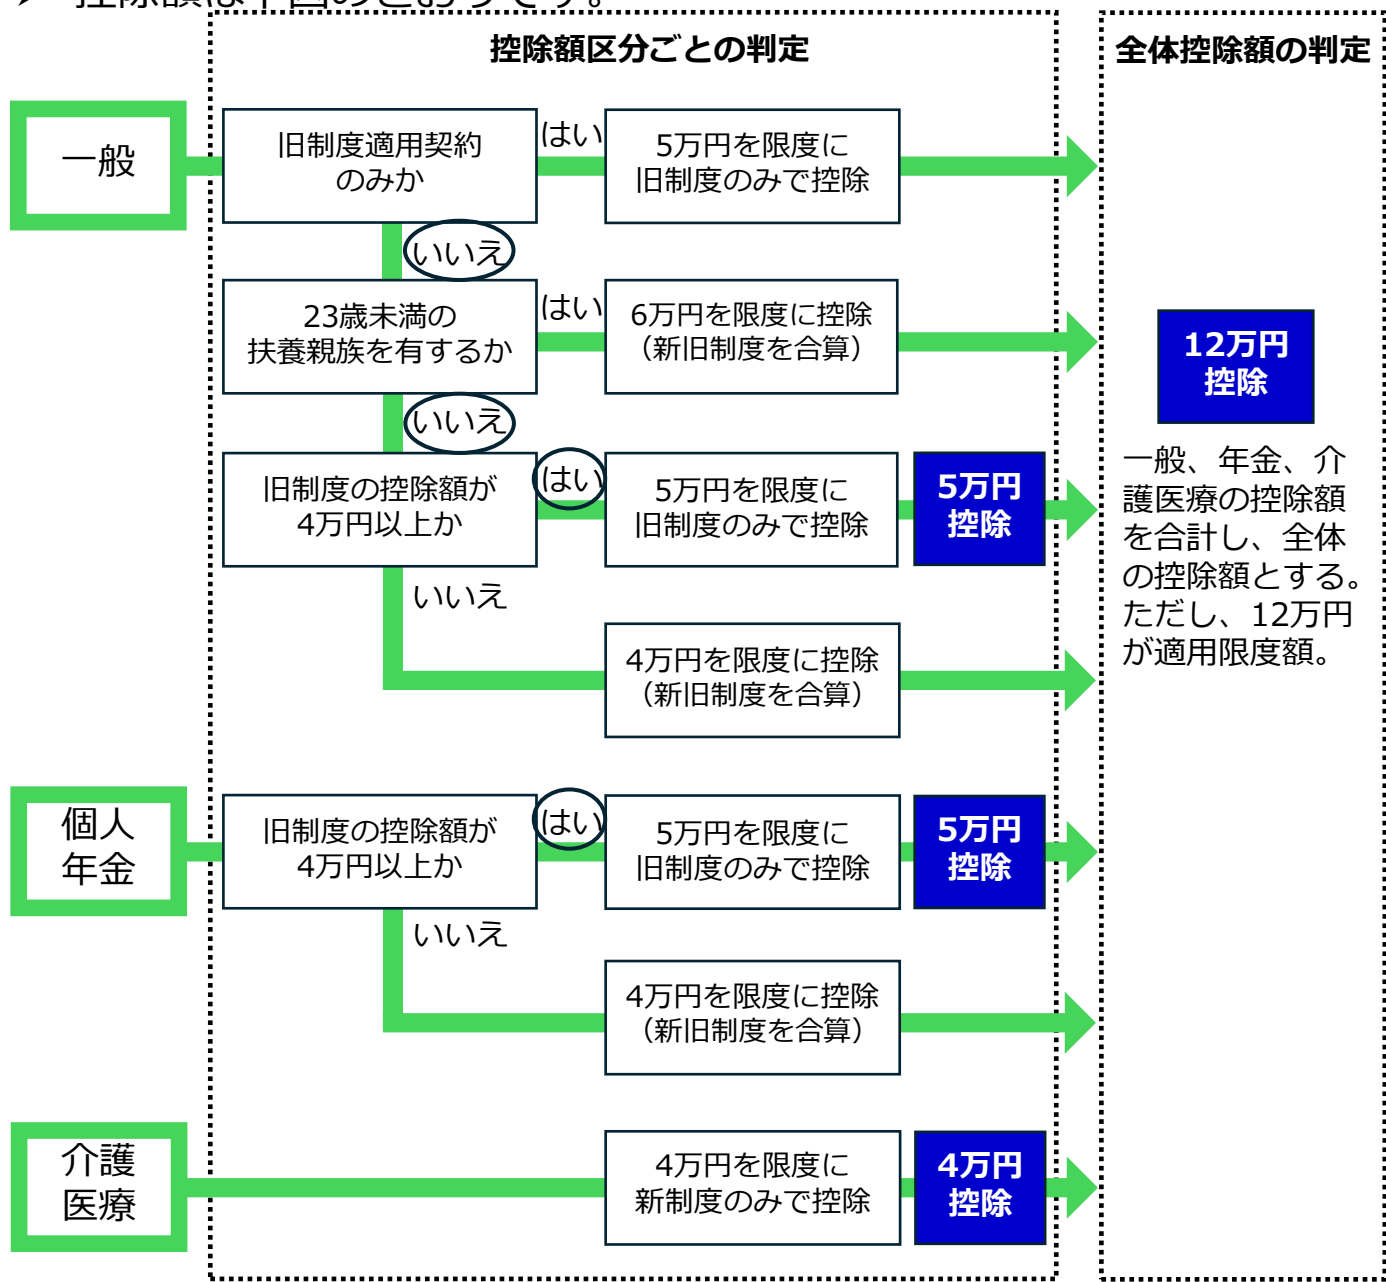 控除額は下図のとおりです。
控除額区分ごとの判定
全体控除額の判定
一般
旧制度適用契約
のみか
はい
5万円を限度に
旧制度のみで控除
いいえ
23歳未満の
扶養親族を有するか
はい
6万円を限度に控除
（新旧制度を合算）
いいえ
旧制度の控除額が
4万円以上か
はい
5万円を限度に
旧制度のみで控除
5万円
控除
いいえ
4万円を限度に控除
（新旧制度を合算）
12万円
控除
一般、年金、介
護医療の控除額
を合計し、全体
の控除額とする。
ただし、12万円
が適用限度額。
個人
年金
旧制度の控除額が
4万円以上か
はい
5万円を限度に
旧制度のみで控除
5万円
控除
いいえ
4万円を限度に控除
（新旧制度を合算）
介護
医療
4万円を限度に
新制度のみで控除
4万円
控除